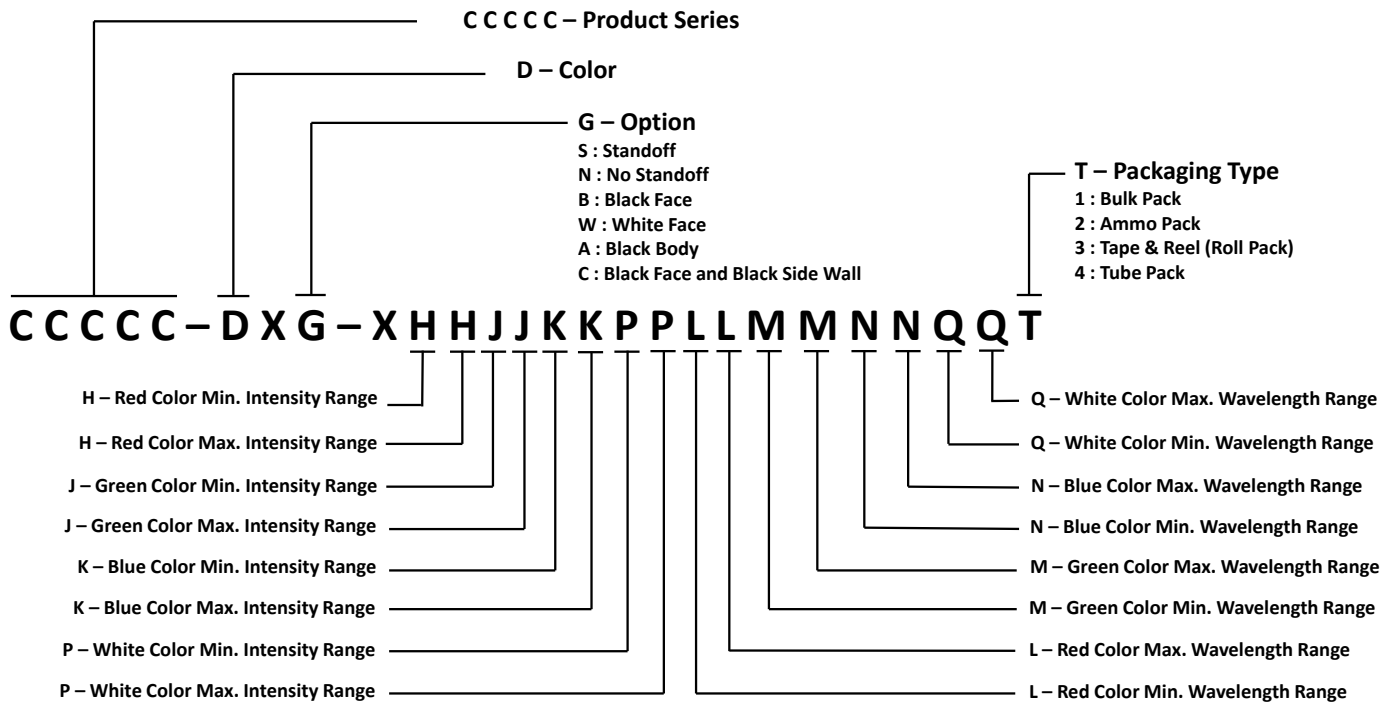 C C C C C – Product Series
D – Color
G – Option
S : Standoff
N : No Standoff
B : Black Face
W : White Face
A : Black Body
C : Black Face and Black Side Wall
T – Packaging Type
1 : Bulk Pack
2 : Ammo Pack
3 : Tape & Reel (Roll Pack)
4 : Tube Pack
C C C C C – D X G – X H H J J K K P P L L M M N N Q Q T
H – Red Color Min. Intensity Range
H – Red Color Max. Intensity Range
J – Green Color Min. Intensity Range
J – Green Color Max. Intensity Range
K – Blue Color Min. Intensity Range
K – Blue Color Max. Intensity Range
P – White Color Min. Intensity Range
P – White Color Max. Intensity Range
Q – White Color Max. Wavelength Range
Q – White Color Min. Wavelength Range
N – Blue Color Max. Wavelength Range
N – Blue Color Min. Wavelength Range
M – Green Color Max. Wavelength Range
M – Green Color Min. Wavelength Range
L – Red Color Max. Wavelength Range
L – Red Color Min. Wavelength Range